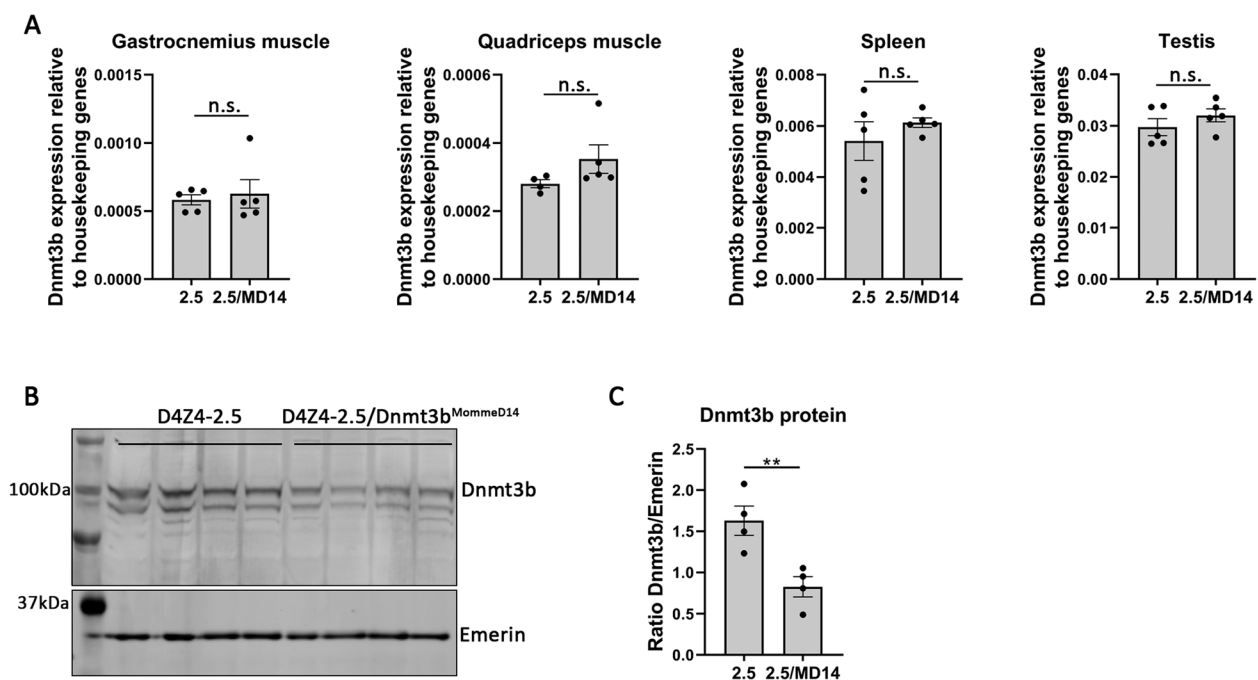 A
Gastrocnemius muscle
Dnmt3b expression relative
to housekeeping genes
0.0015
0.0010
0.0005
0.0000
n.s.
2.5 2.5/MD14
Quadriceps muscle
Dnmt3b expression relative
to housekeeping genes
0.0006
0.0004
0.0002
0.0000
n.s.
2.5 2.5/MD14
Spleen
Dnmt3b expression relative
to housekeeping genes
0.008
0.006
0.004
0.002
0.000
n.s.
2.5 2.5/MD14
Testis
Dnmt3b expression relative
to housekeeping genes
0.04
0.03
0.02
0.01
0.00
n.s.
2.5 2.5/MD14
B
D4Z4-2.5 D4Z4-2.5/Dnmt3bMommeD14
100kDa
Dnmt3b
37kDa
Emerin
C
Dnmt3b protein
Ratio Dnmt3b/Emerin
2.5
2.0
1.5
1.0
0.5
0.0
**
2.5 2.5/MD14